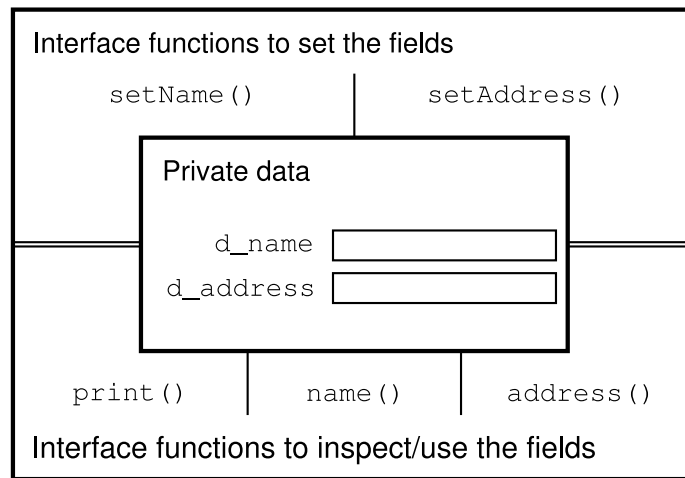 Interface functions to set the fields
setName() setAddress()
Private data
d_name
d_address
print() name() address()
Interface functions to inspect/use the fields